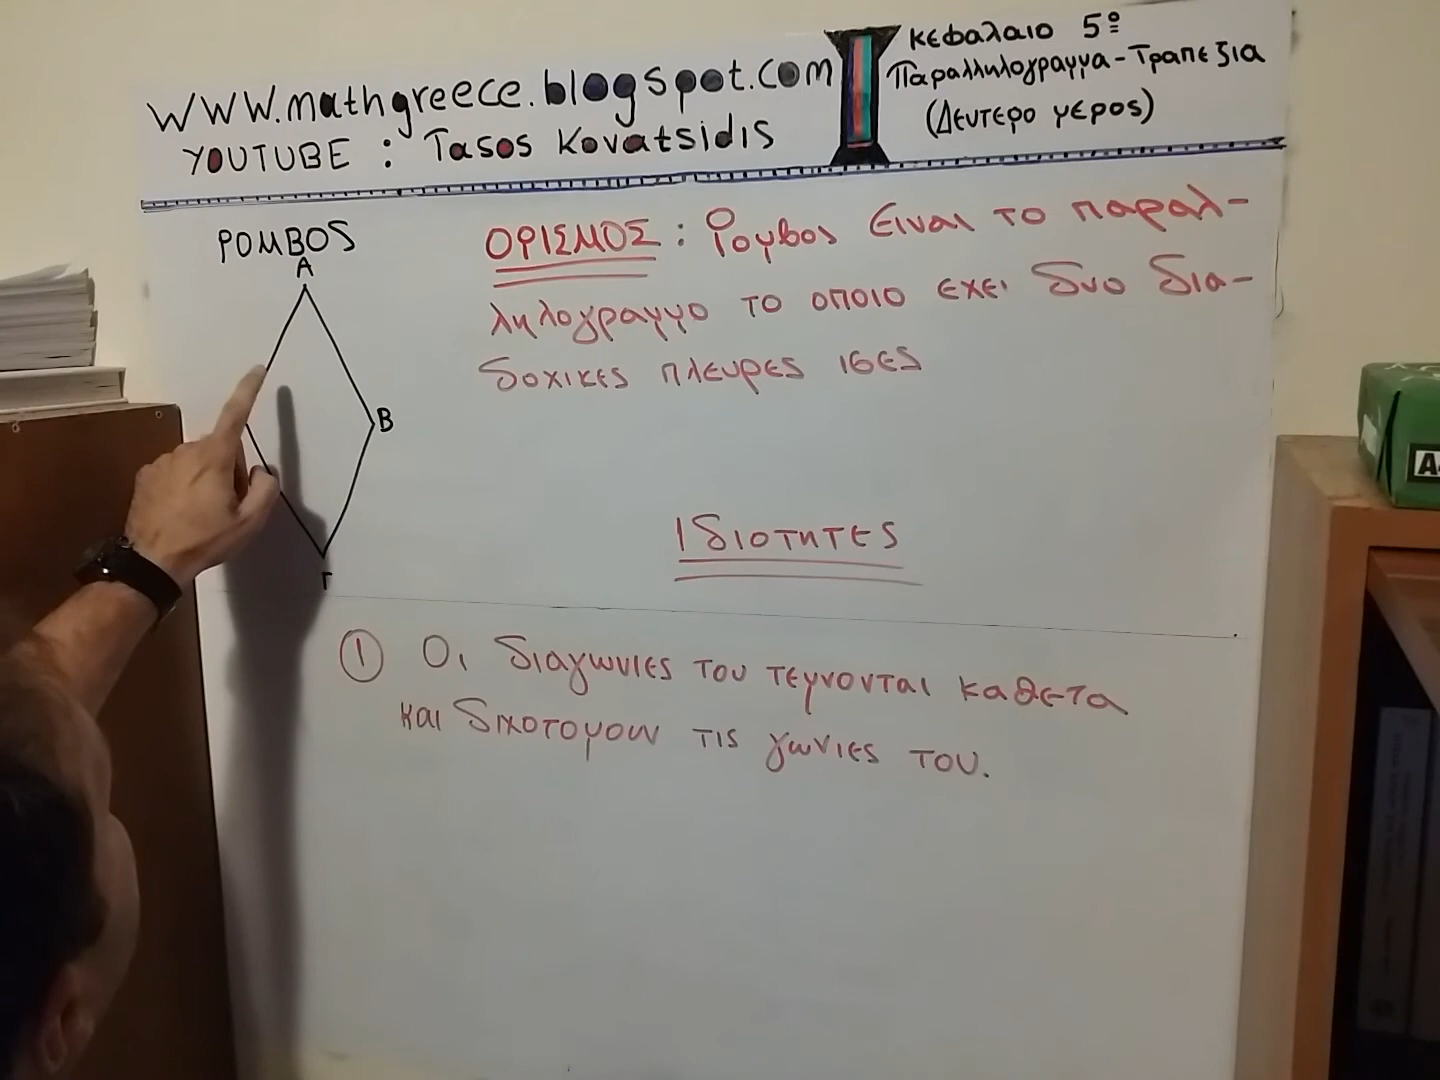 WWW.mathgreece.blogspot.com
YOUTUBE : Tasos Kovatsidis
κεφαλαιο 5º
Παραλληλογραμμα-Τραπεζια
(Δευτερο μερος)
ΡΟΜΒΟΣ
Α
Β
Γ
ΟΡΙΣΜΟΣ : Ρομβος Ειναι το παραλ-
ληλογραμμο το οποιο εχει δυο δια-
δοχικες πλευρες ισες
Ιδιοτητες
① Οι διαγωνιες του τεμνονται καθετα
και διχοτομουν τις γωνιες του.
A4